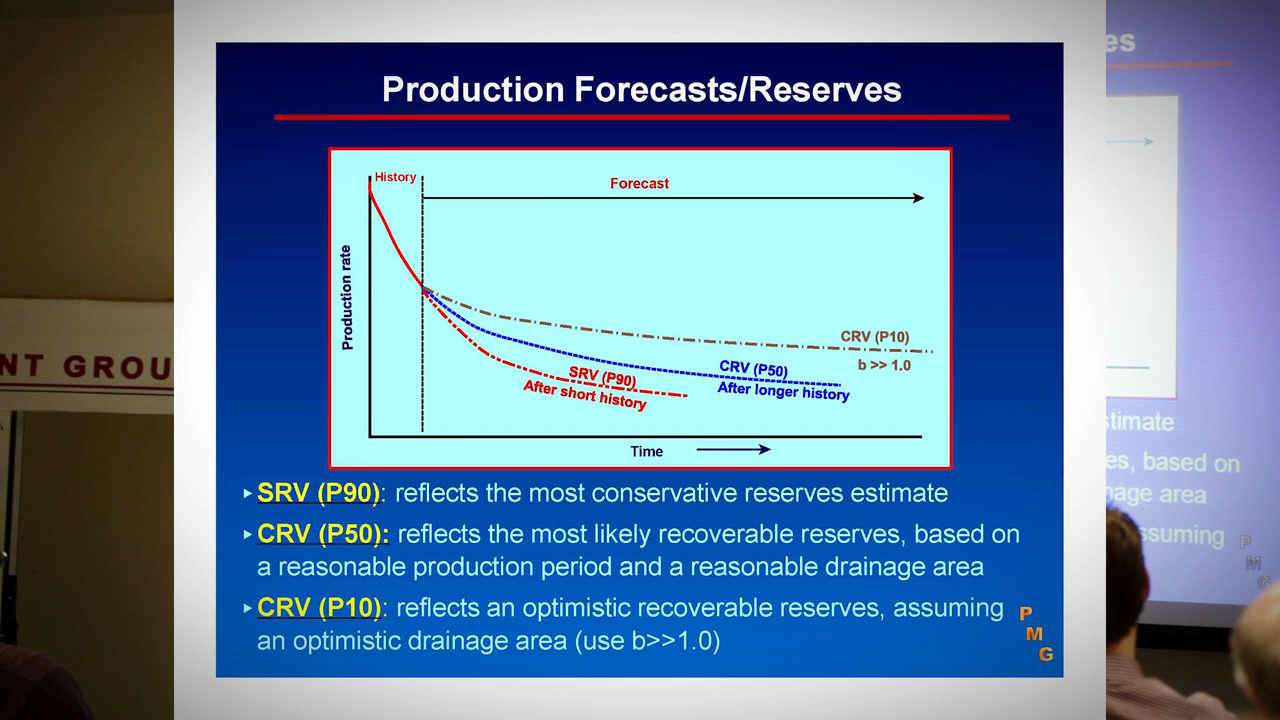 Production Forecasts/Reserves
History
Forecast
Production rate
CRV (P10)
b >> 1.0
CRV (P50)
After longer history
SRV (P90)
After short history
Time
▸SRV (P90): reflects the most conservative reserves estimate
▸CRV (P50): reflects the most likely recoverable reserves, based on
a reasonable production period and a reasonable drainage area
▸CRV (P10): reflects an optimistic recoverable reserves, assuming
an optimistic drainage area (use b>>1.0)
P
M
G
NT GROU
es
stimate
es, based on
nage area
ssuming
P
M
G